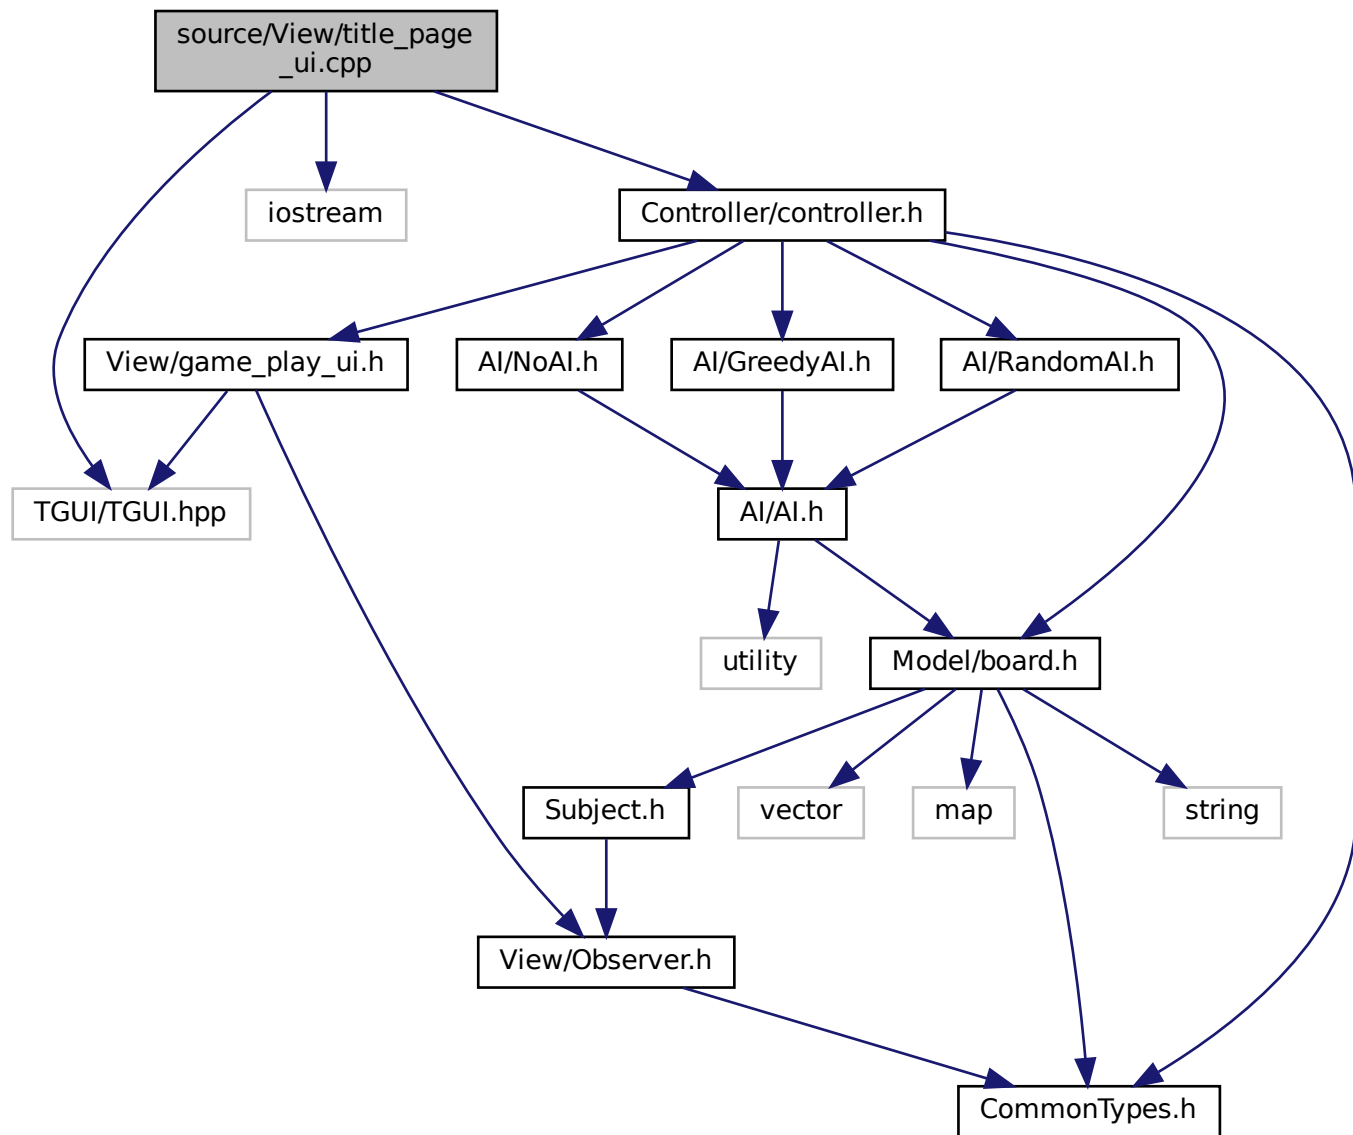 source/View/title_page
_ui.cpp
iostream
Controller/controller.h
View/game_play_ui.h
AI/NoAI.h
AI/GreedyAI.h
AI/RandomAI.h
TGUI/TGUI.hpp
AI/AI.h
utility
Model/board.h
Subject.h
vector
map
string
View/Observer.h
CommonTypes.h